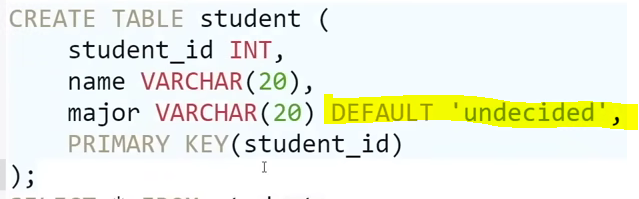 CREATE TABLE student (
student_id INT,
name VARCHAR(20),
major VARCHAR(20) DEFAULT 'undecided',
PRIMARY KEY(student_id)
);